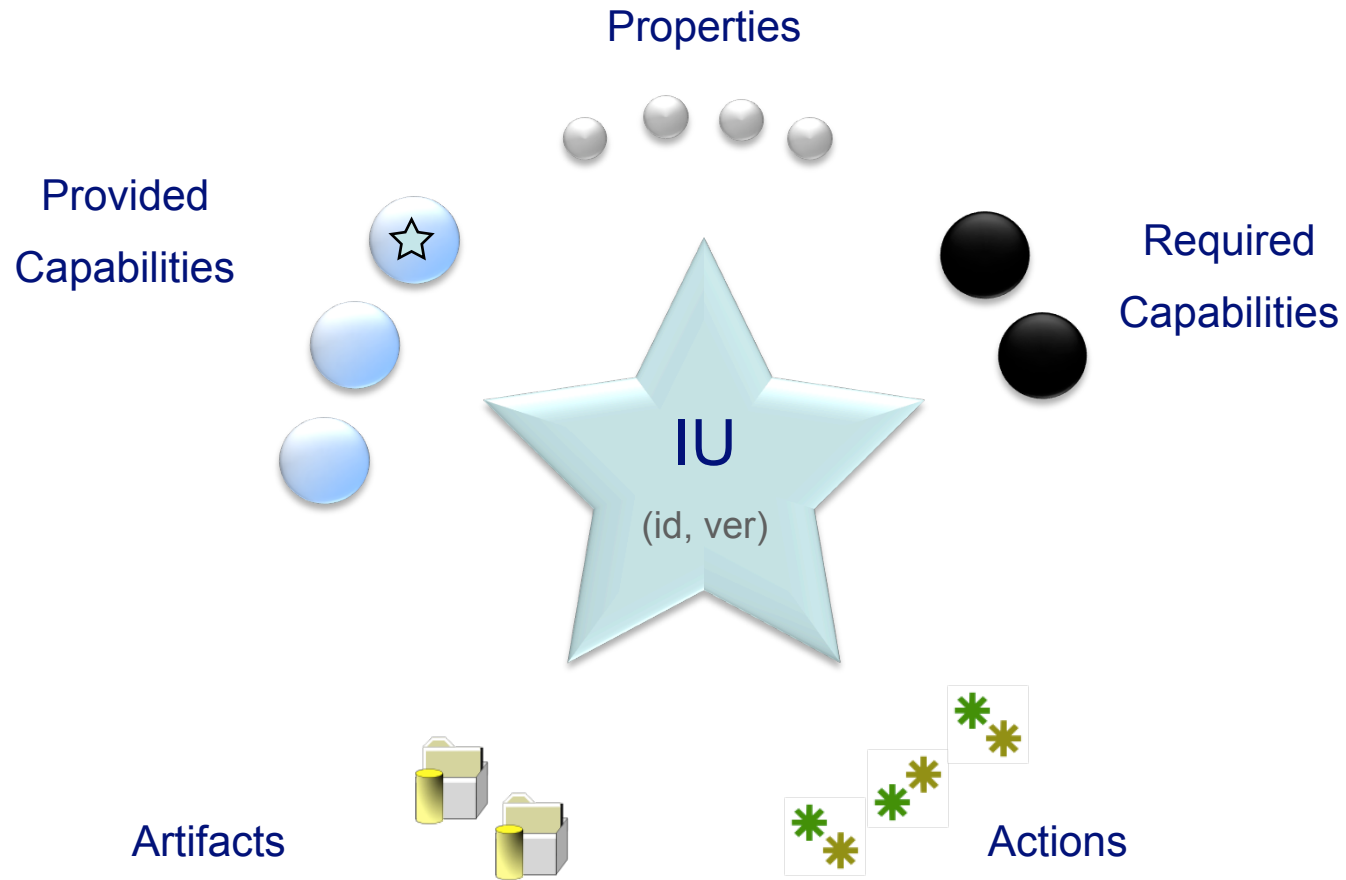 Properties
Provided
Capabilities
Required
Capabilities
IU
(id, ver)
Artifacts
Actions